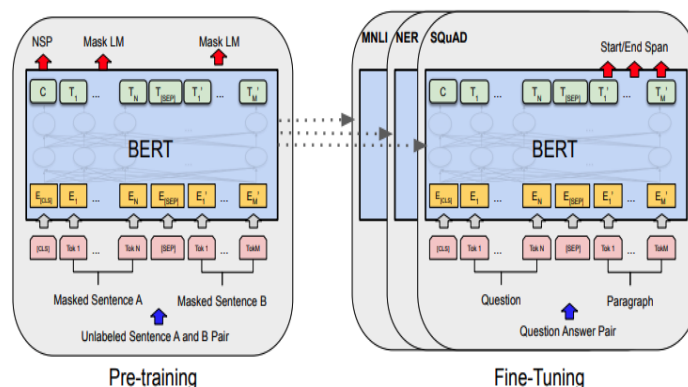 NSP Mask LM Mask LM
C T1 ... TN T[SEP] T1' ... TM'
BERT
E[CLS] E1 ... EN E[SEP] E1' ... EM'
[CLS] Tok 1 ... Tok N [SEP] Tok 1 ... TokM
Masked Sentence A Masked Sentence B
Unlabeled Sentence A and B Pair
Pre-training
MNLI NER SQuAD
Start/End Span
C T1 ... TN T[SEP] T1' ... TM'
BERT
E[CLS] E1 ... EN E[SEP] E1' ... EM'
[CLS] Tok 1 ... Tok N [SEP] Tok 1 ... TokM
Question Paragraph
Question Answer Pair
Fine-Tuning